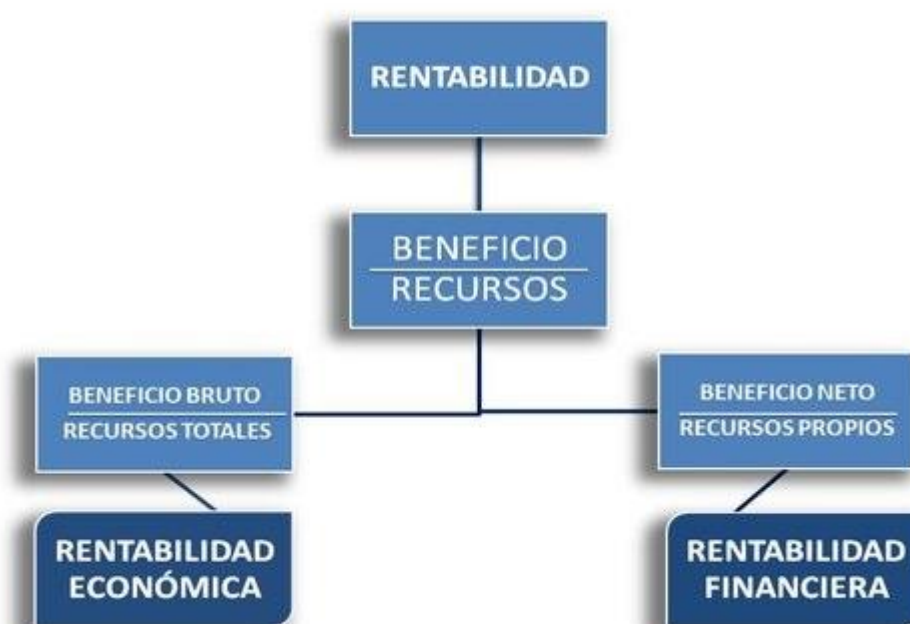 RENTABILIDAD
BENEFICIO
RECURSOS
BENEFICIO BRUTO
RECURSOS TOTALES
BENEFICIO NETO
RECURSOS PROPIOS
RENTABILIDAD
ECONÓMICA
RENTABILIDAD
FINANCIERA